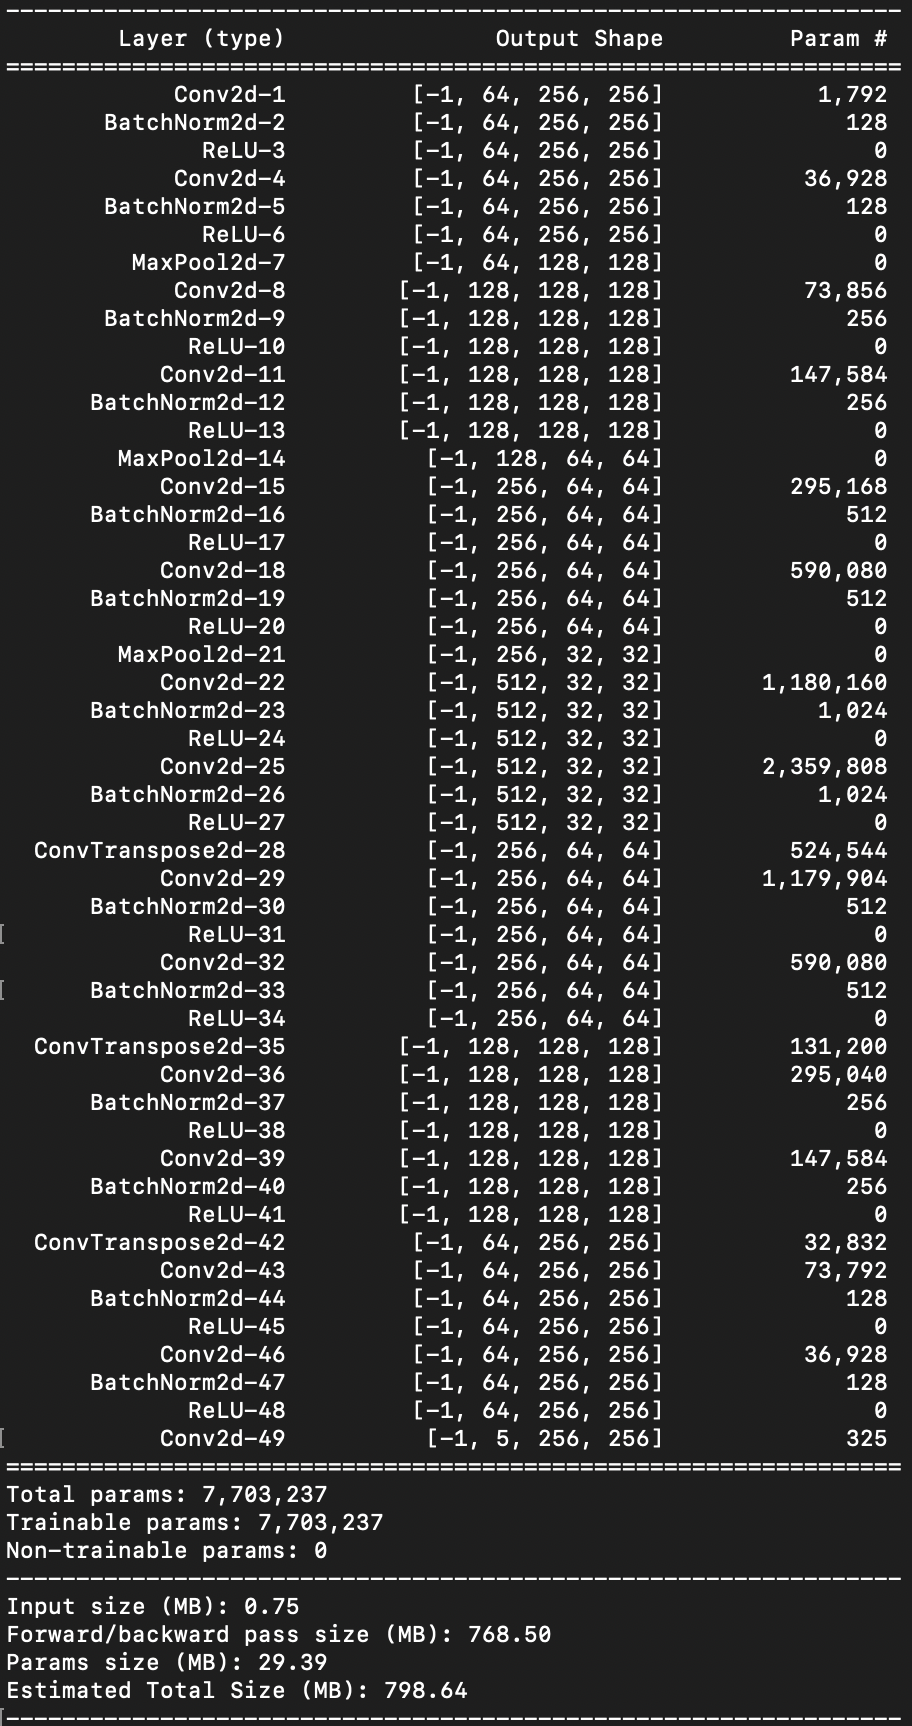 ----------------------------------------------------------------
Layer (type) Output Shape Param #
================================================================
Conv2d-1 [-1, 64, 256, 256] 1,792
BatchNorm2d-2 [-1, 64, 256, 256] 128
ReLU-3 [-1, 64, 256, 256] 0
Conv2d-4 [-1, 64, 256, 256] 36,928
BatchNorm2d-5 [-1, 64, 256, 256] 128
ReLU-6 [-1, 64, 256, 256] 0
MaxPool2d-7 [-1, 64, 128, 128] 0
Conv2d-8 [-1, 128, 128, 128] 73,856
BatchNorm2d-9 [-1, 128, 128, 128] 256
ReLU-10 [-1, 128, 128, 128] 0
Conv2d-11 [-1, 128, 128, 128] 147,584
BatchNorm2d-12 [-1, 128, 128, 128] 256
ReLU-13 [-1, 128, 128, 128] 0
MaxPool2d-14 [-1, 128, 64, 64] 0
Conv2d-15 [-1, 256, 64, 64] 295,168
BatchNorm2d-16 [-1, 256, 64, 64] 512
ReLU-17 [-1, 256, 64, 64] 0
Conv2d-18 [-1, 256, 64, 64] 590,080
BatchNorm2d-19 [-1, 256, 64, 64] 512
ReLU-20 [-1, 256, 64, 64] 0
MaxPool2d-21 [-1, 256, 32, 32] 0
Conv2d-22 [-1, 512, 32, 32] 1,180,160
BatchNorm2d-23 [-1, 512, 32, 32] 1,024
ReLU-24 [-1, 512, 32, 32] 0
Conv2d-25 [-1, 512, 32, 32] 2,359,808
BatchNorm2d-26 [-1, 512, 32, 32] 1,024
ReLU-27 [-1, 512, 32, 32] 0
ConvTranspose2d-28 [-1, 256, 64, 64] 524,544
Conv2d-29 [-1, 256, 64, 64] 1,179,904
BatchNorm2d-30 [-1, 256, 64, 64] 512
ReLU-31 [-1, 256, 64, 64] 0
Conv2d-32 [-1, 256, 64, 64] 590,080
BatchNorm2d-33 [-1, 256, 64, 64] 512
ReLU-34 [-1, 256, 64, 64] 0
ConvTranspose2d-35 [-1, 128, 128, 128] 131,200
Conv2d-36 [-1, 128, 128, 128] 295,040
BatchNorm2d-37 [-1, 128, 128, 128] 256
ReLU-38 [-1, 128, 128, 128] 0
Conv2d-39 [-1, 128, 128, 128] 147,584
BatchNorm2d-40 [-1, 128, 128, 128] 256
ReLU-41 [-1, 128, 128, 128] 0
ConvTranspose2d-42 [-1, 64, 256, 256] 32,832
Conv2d-43 [-1, 64, 256, 256] 73,792
BatchNorm2d-44 [-1, 64, 256, 256] 128
ReLU-45 [-1, 64, 256, 256] 0
Conv2d-46 [-1, 64, 256, 256] 36,928
BatchNorm2d-47 [-1, 64, 256, 256] 128
ReLU-48 [-1, 64, 256, 256] 0
Conv2d-49 [-1, 5, 256, 256] 325
================================================================
Total params: 7,703,237
Trainable params: 7,703,237
Non-trainable params: 0
----------------------------------------------------------------
Input size (MB): 0.75
Forward/backward pass size (MB): 768.50
Params size (MB): 29.39
Estimated Total Size (MB): 798.64
----------------------------------------------------------------